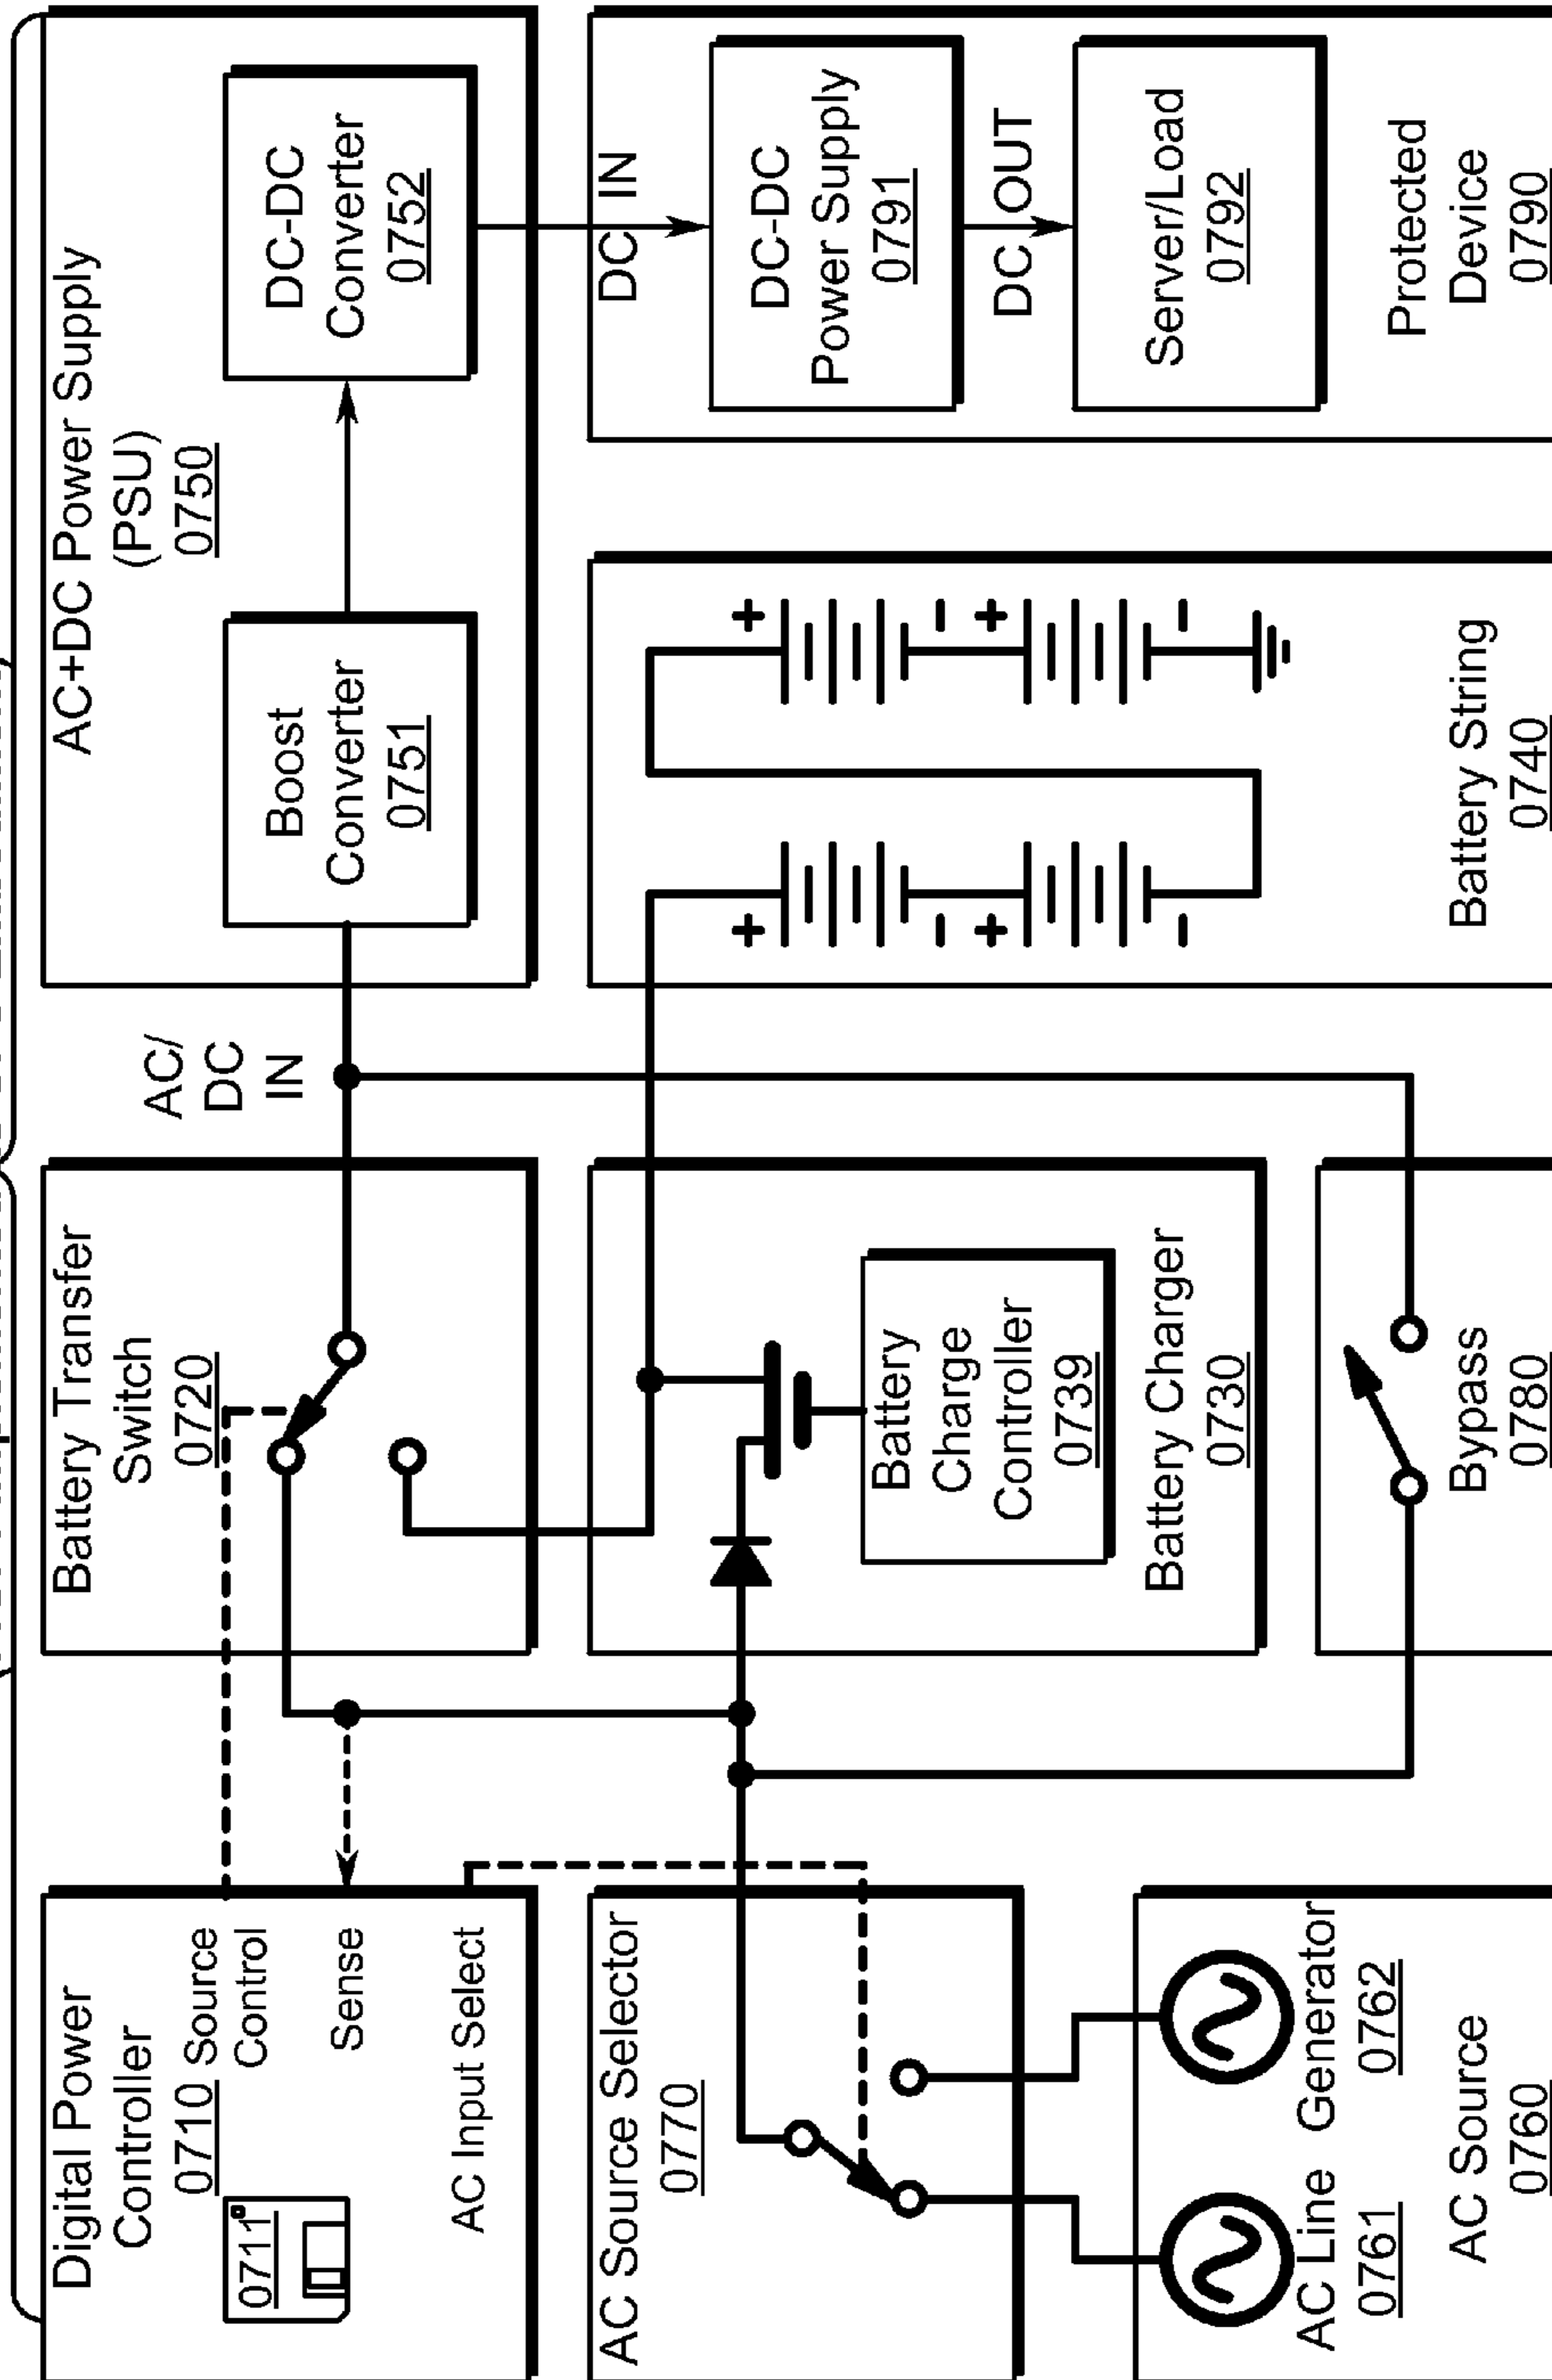 Digital Power
Controller
0710
Source
Control
Sense
AC Input Select
0711
Battery Transfer
Switch
0720
AC/
DC
IN
AC+DC Power Supply
(PSU)
0750
Boost
Converter
0751
DC-DC
Converter
0752
AC Source Selector
0770
Battery
Charge
Controller
0739
Battery Charger
0730
+
-
+
-
+
-
+
-
Battery String
0740
DC IN
DC-DC
Power Supply
0791
DC OUT
Server/Load
0792
Protected
Device
0790
AC Line
0761
Generator
0762
AC Source
0760
Bypass
0780